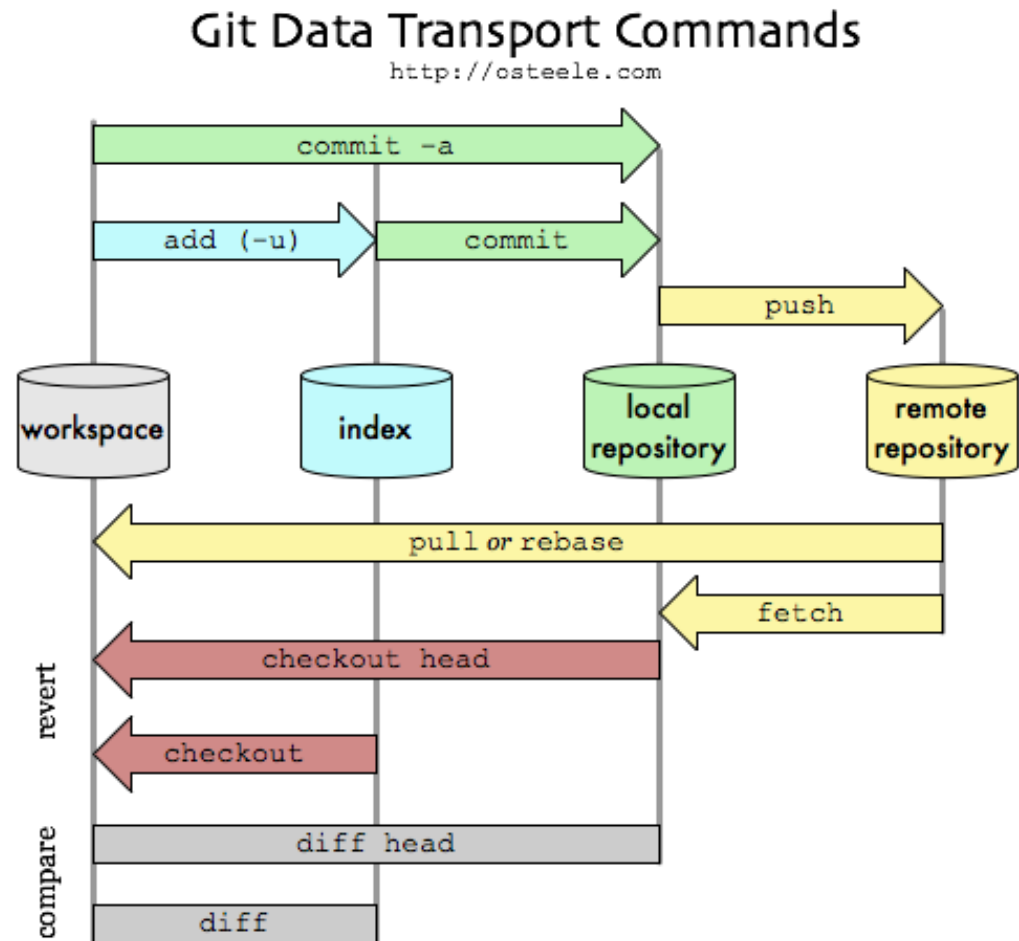 Git Data Transport Commands
http://osteele.com
commit -a
add (-u)
commit
push
workspace
index
local
repository
remote
repository
pull or rebase
fetch
revert
checkout head
checkout
compare
diff head
diff